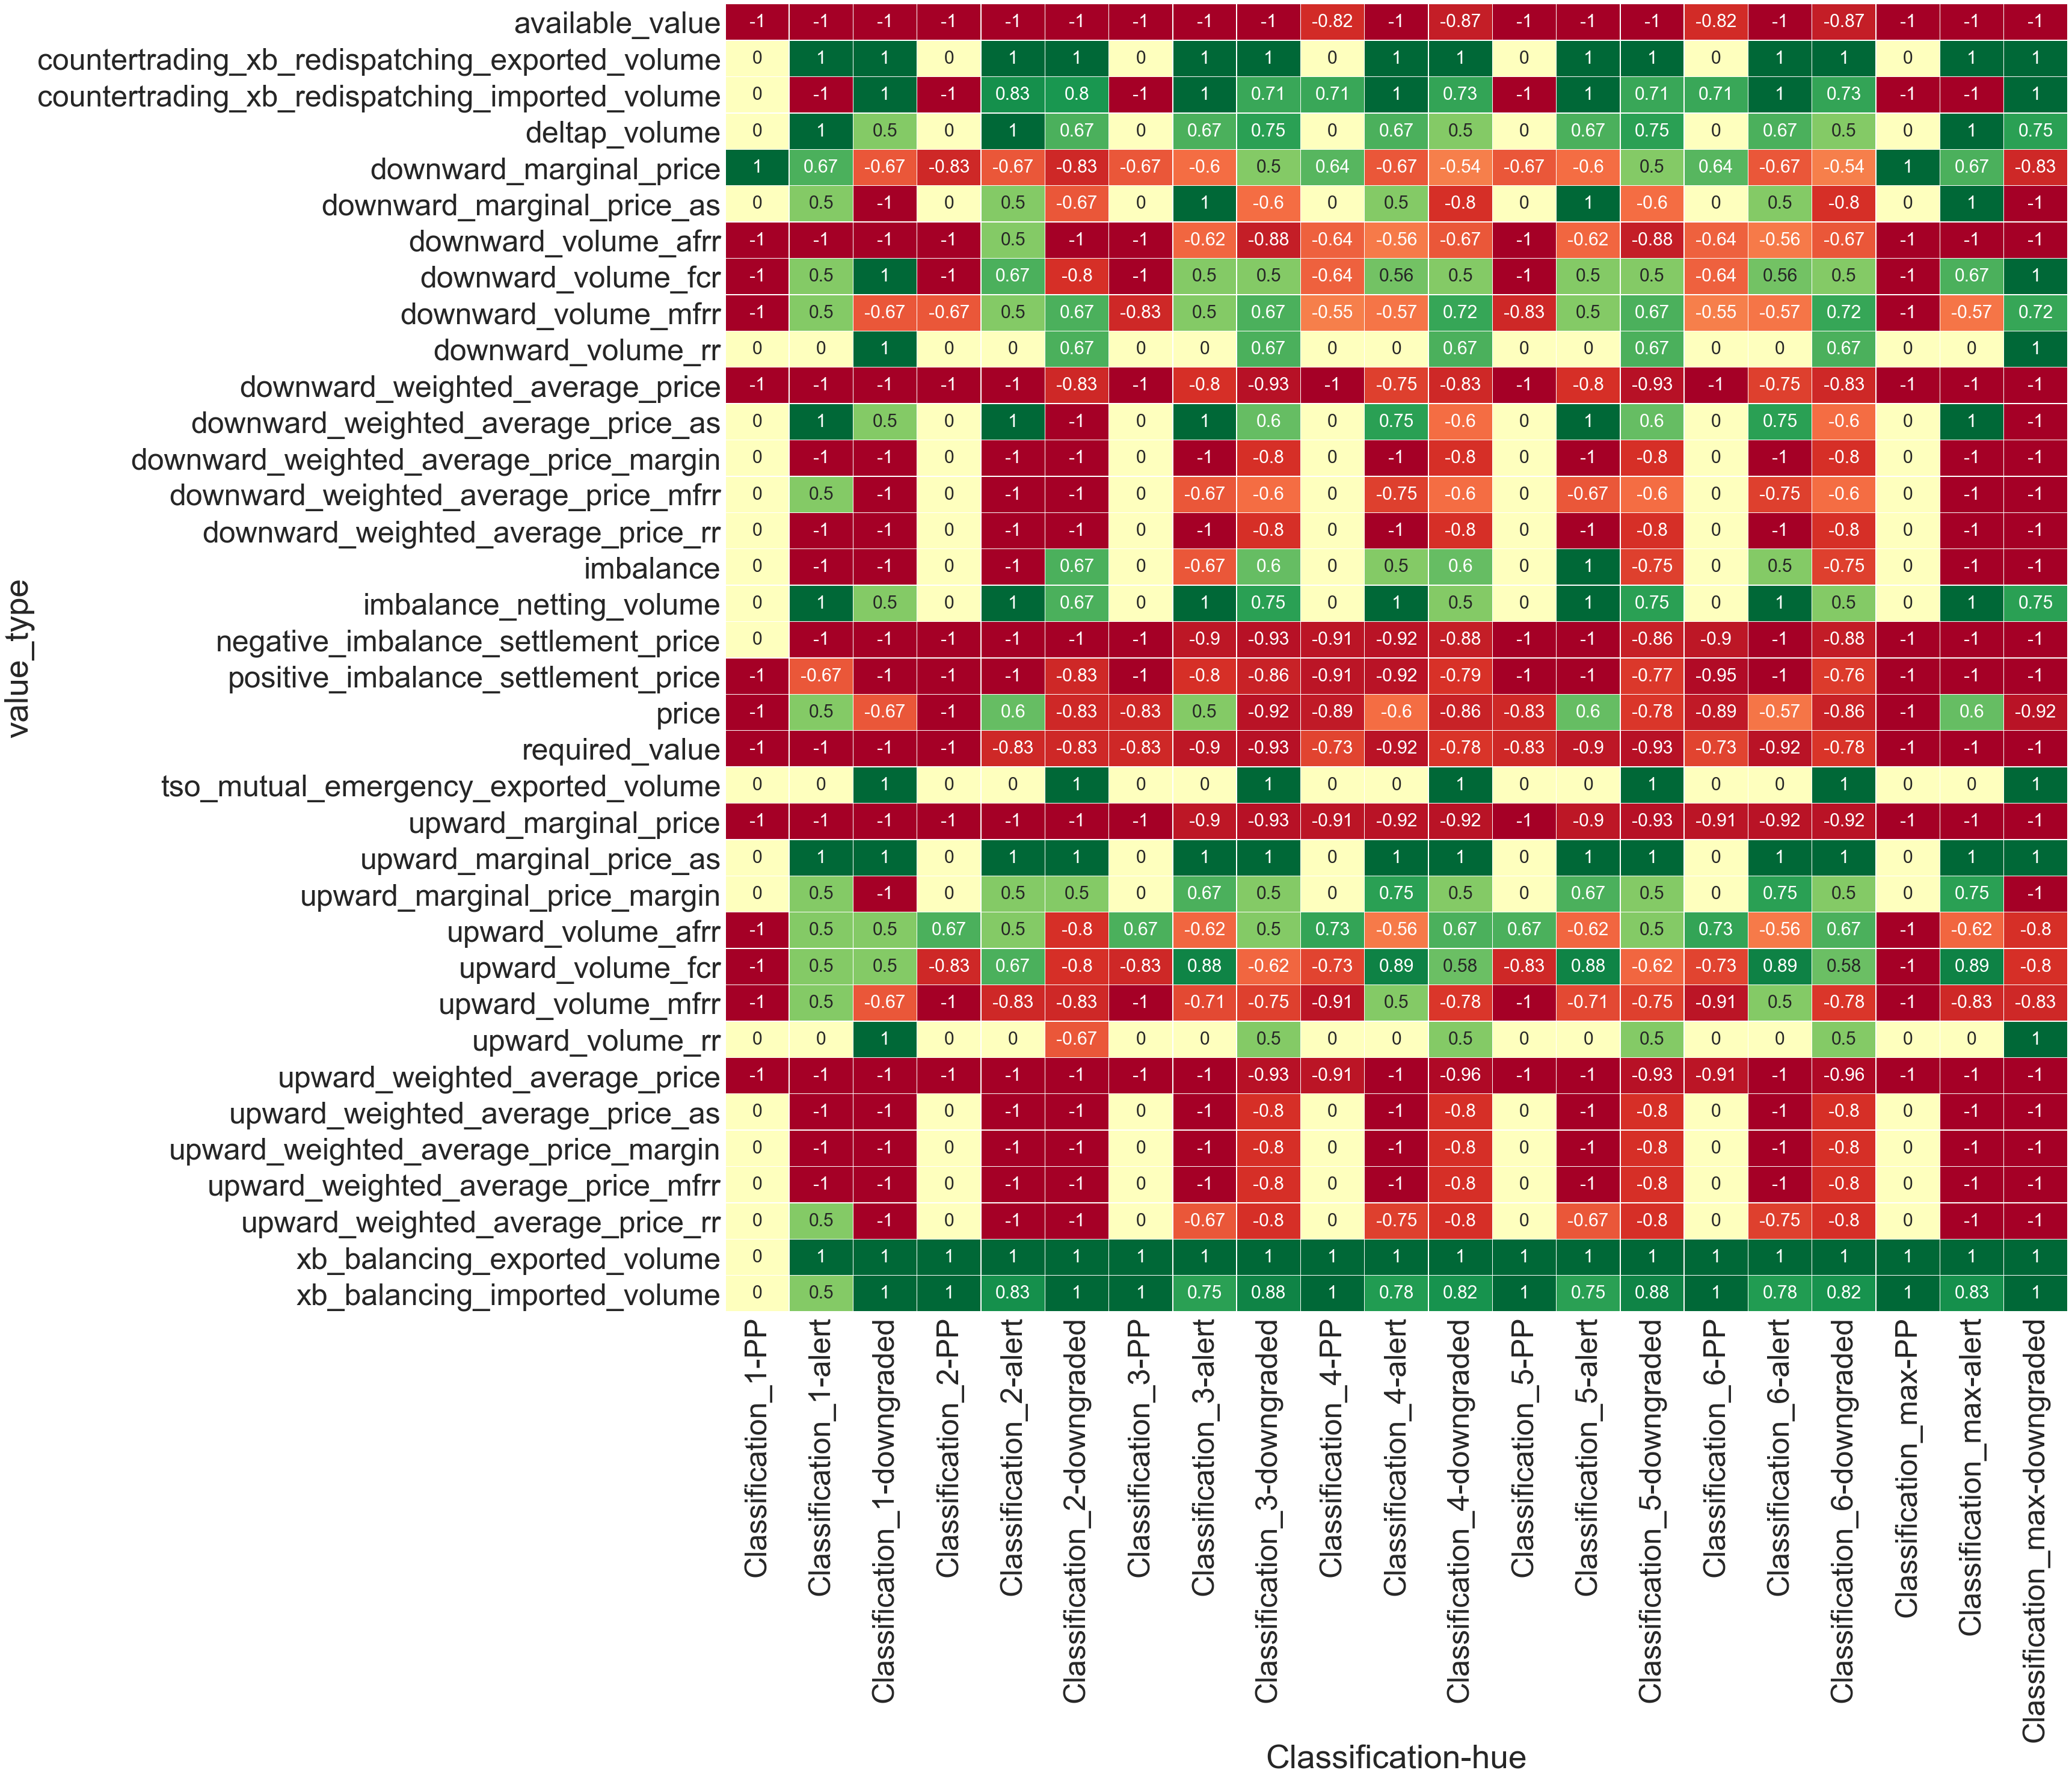 value_type
available_value -1 -1 -1 -1 -1 -1 -1 -1 -1 -0.82 -1 -0.87 -1 -1 -1 -0.82 -1 -0.87 -1 -1 -1
countertrading_xb_redispatching_exported_volume 0 1 1 0 1 1 0 1 1 0 1 1 0 1 1 0 1 1 0 1 1
countertrading_xb_redispatching_imported_volume 0 -1 1 -1 0.83 0.8 -1 1 0.71 0.71 1 0.73 -1 1 0.71 0.71 1 0.73 -1 -1 1
deltap_volume 0 1 0.5 0 1 0.67 0 0.67 0.75 0 0.67 0.5 0 0.67 0.75 0 0.67 0.5 0 1 0.75
downward_marginal_price 1 0.67 -0.67 -0.83 -0.67 -0.83 -0.67 -0.6 0.5 0.64 -0.67 -0.54 -0.67 -0.6 0.5 0.64 -0.67 -0.54 1 0.67 -0.83
downward_marginal_price_as 0 0.5 -1 0 0.5 -0.67 0 1 -0.6 0 0.5 -0.8 0 1 -0.6 0 0.5 -0.8 0 1 -1
downward_volume_afrr -1 -1 -1 -1 0.5 -1 -1 -0.62 -0.88 -0.64 -0.56 -0.67 -1 -0.62 -0.88 -0.64 -0.56 -0.67 -1 -1 -1
downward_volume_fcr -1 0.5 1 -1 0.67 -0.8 -1 0.5 0.5 -0.64 0.56 0.5 -1 0.5 0.5 -0.64 0.56 0.5 -1 0.67 1
downward_volume_mfrr -1 0.5 -0.67 -0.67 0.5 0.67 -0.83 0.5 0.67 -0.55 -0.57 0.72 -0.83 0.5 0.67 -0.55 -0.57 0.72 -1 -0.57 0.72
downward_volume_rr 0 0 1 0 0 0.67 0 0 0.67 0 0 0.67 0 0 0.67 0 0 0.67 0 0 1
downward_weighted_average_price -1 -1 -1 -1 -1 -0.83 -1 -0.8 -0.93 -1 -0.75 -0.83 -1 -0.8 -0.93 -1 -0.75 -0.83 -1 -1 -1
downward_weighted_average_price_as 0 1 0.5 0 1 -1 0 1 0.6 0 0.75 -0.6 0 1 0.6 0 0.75 -0.6 0 1 -1
downward_weighted_average_price_margin 0 -1 -1 0 -1 -1 0 -1 -0.8 0 -1 -0.8 0 -1 -0.8 0 -1 -0.8 0 -1 -1
downward_weighted_average_price_mfrr 0 0.5 -1 0 -1 -1 0 -0.67 -0.6 0 -0.75 -0.6 0 -0.67 -0.6 0 -0.75 -0.6 0 -1 -1
downward_weighted_average_price_rr 0 -1 -1 0 -1 -1 0 -1 -0.8 0 -1 -0.8 0 -1 -0.8 0 -1 -0.8 0 -1 -1
imbalance 0 -1 -1 0 -1 0.67 0 -0.67 0.6 0 0.5 0.6 0 1 -0.75 0 0.5 -0.75 0 -1 -1
imbalance_netting_volume 0 1 0.5 0 1 0.67 0 1 0.75 0 1 0.5 0 1 0.75 0 1 0.5 0 1 0.75
negative_imbalance_settlement_price 0 -1 -1 -1 -1 -1 -1 -0.9 -0.93 -0.91 -0.92 -0.88 -1 -1 -0.86 -0.9 -1 -0.88 -1 -1 -1
positive_imbalance_settlement_price -1 -0.67 -1 -1 -1 -0.83 -1 -0.8 -0.86 -0.91 -0.92 -0.79 -1 -1 -0.77 -0.95 -1 -0.76 -1 -1 -1
price -1 0.5 -0.67 -1 0.6 -0.83 -0.83 0.5 -0.92 -0.89 -0.6 -0.86 -0.83 0.6 -0.78 -0.89 -0.57 -0.86 -1 0.6 -0.92
required_value -1 -1 -1 -1 -0.83 -0.83 -0.83 -0.9 -0.93 -0.73 -0.92 -0.78 -0.83 -0.9 -0.93 -0.73 -0.92 -0.78 -1 -1 -1
tso_mutual_emergency_exported_volume 0 0 1 0 0 1 0 0 1 0 0 1 0 0 1 0 0 1 0 0 1
upward_marginal_price -1 -1 -1 -1 -1 -1 -1 -0.9 -0.93 -0.91 -0.92 -0.92 -1 -0.9 -0.93 -0.91 -0.92 -0.92 -1 -1 -1
upward_marginal_price_as 0 1 1 0 1 1 0 1 1 0 1 1 0 1 1 0 1 1 0 1 1
upward_marginal_price_margin 0 0.5 -1 0 0.5 0.5 0 0.67 0.5 0 0.75 0.5 0 0.67 0.5 0 0.75 0.5 0 0.75 -1
upward_volume_afrr -1 0.5 0.5 0.67 0.5 -0.8 0.67 -0.62 0.5 0.73 -0.56 0.67 0.67 -0.62 0.5 0.73 -0.56 0.67 -1 -0.62 -0.8
upward_volume_fcr -1 0.5 0.5 -0.83 0.67 -0.8 -0.83 0.88 -0.62 -0.73 0.89 0.58 -0.83 0.88 -0.62 -0.73 0.89 0.58 -1 0.89 -0.8
upward_volume_mfrr -1 0.5 -0.67 -1 -0.83 -0.83 -1 -0.71 -0.75 -0.91 0.5 -0.78 -1 -0.71 -0.75 -0.91 0.5 -0.78 -1 -0.83 -0.83
upward_volume_rr 0 0 1 0 0 -0.67 0 0 0.5 0 0 0.5 0 0 0.5 0 0 0.5 0 0 1
upward_weighted_average_price -1 -1 -1 -1 -1 -1 -1 -1 -0.93 -0.91 -1 -0.96 -1 -1 -0.93 -0.91 -1 -0.96 -1 -1 -1
upward_weighted_average_price_as 0 -1 -1 0 -1 -1 0 -1 -0.8 0 -1 -0.8 0 -1 -0.8 0 -1 -0.8 0 -1 -1
upward_weighted_average_price_margin 0 -1 -1 0 -1 -1 0 -1 -0.8 0 -1 -0.8 0 -1 -0.8 0 -1 -0.8 0 -1 -1
upward_weighted_average_price_mfrr 0 -1 -1 0 -1 -1 0 -1 -0.8 0 -1 -0.8 0 -1 -0.8 0 -1 -0.8 0 -1 -1
upward_weighted_average_price_rr 0 0.5 -1 0 -1 -1 0 -0.67 -0.8 0 -0.75 -0.8 0 -0.67 -0.8 0 -0.75 -0.8 0 -1 -1
xb_balancing_exported_volume 0 1 1 1 1 1 1 1 1 1 1 1 1 1 1 1 1 1 1 1 1
xb_balancing_imported_volume 0 0.5 1 1 0.83 1 1 0.75 0.88 1 0.78 0.82 1 0.75 0.88 1 0.78 0.82 1 0.83 1
Classification_1-PP
Classification_1-alert
Classification_1-downgraded
Classification_2-PP
Classification_2-alert
Classification_2-downgraded
Classification_3-PP
Classification_3-alert
Classification_3-downgraded
Classification_4-PP
Classification_4-alert
Classification_4-downgraded
Classification_5-PP
Classification_5-alert
Classification_5-downgraded
Classification_6-PP
Classification_6-alert
Classification_6-downgraded
Classification_max-PP
Classification_max-alert
Classification_max-downgraded
Classification-hue